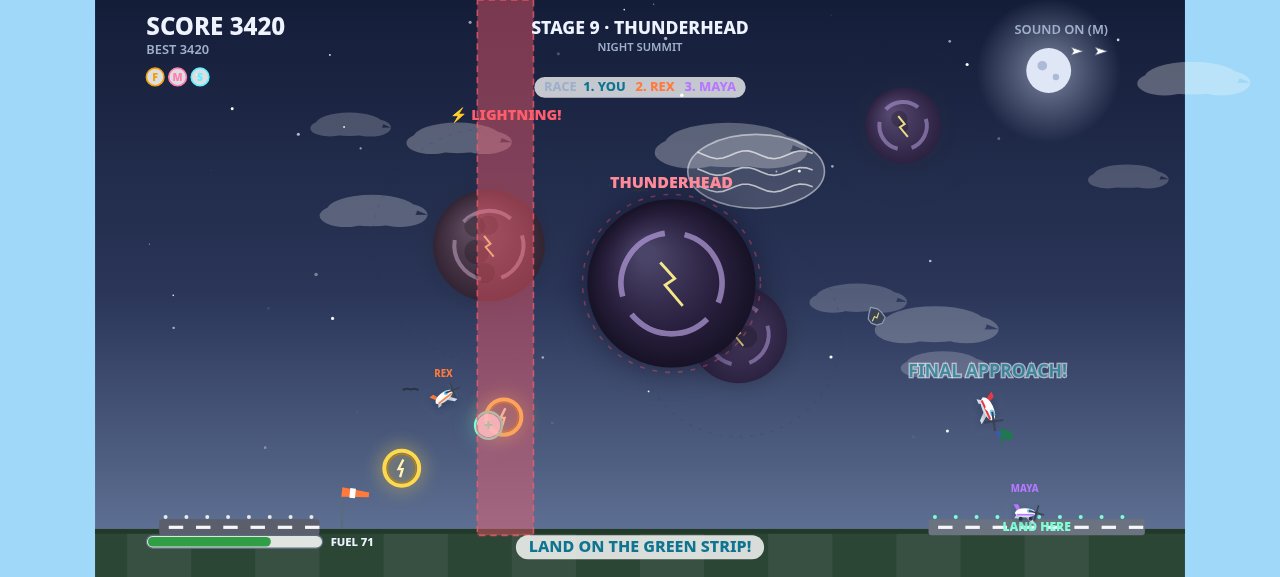 SCORE 3420
BEST 3420
F M S
STAGE 9 · THUNDERHEAD
NIGHT SUMMIT
RACE 1. YOU 2. REX 3. MAYA
SOUND ON (M)
⚡ LIGHTNING!
THUNDERHEAD
REX
FINAL APPROACH!
MAYA
LAND HERE
FUEL 71
LAND ON THE GREEN STRIP!